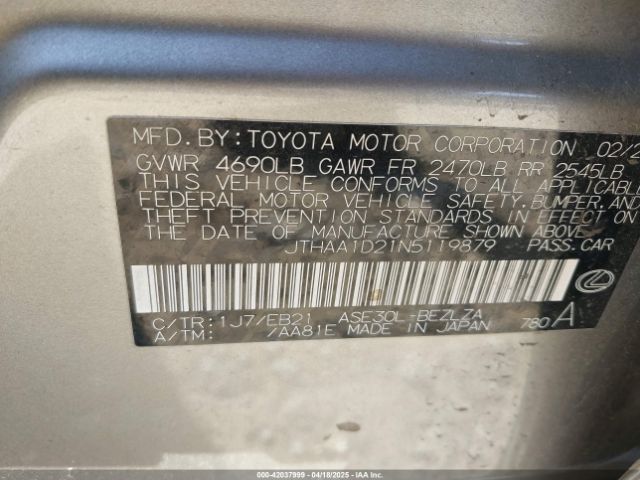 MFD. BY: TOYOTA MOTOR CORPORATION 02/2
GVWR 4690LB GAWR FR 2470LB RR 2545LB
THIS VEHICLE CONFORMS TO ALL APPLICABL
FEDERAL MOTOR VEHICLE SAFETY, BUMPER, AND
THEFT PREVENTION STANDARDS IN EFFECT ON
THE DATE OF MANUFACTURE SHOWN ABOVE.
JTHAA1D21N5119879 PASS. CAR
C/TR: 1J7/EB21 ASE30L-BEZLZA
A/TM: /AA81E MADE IN JAPAN 780 A
000-42037999 - 04/18/2025 - IAA Inc.